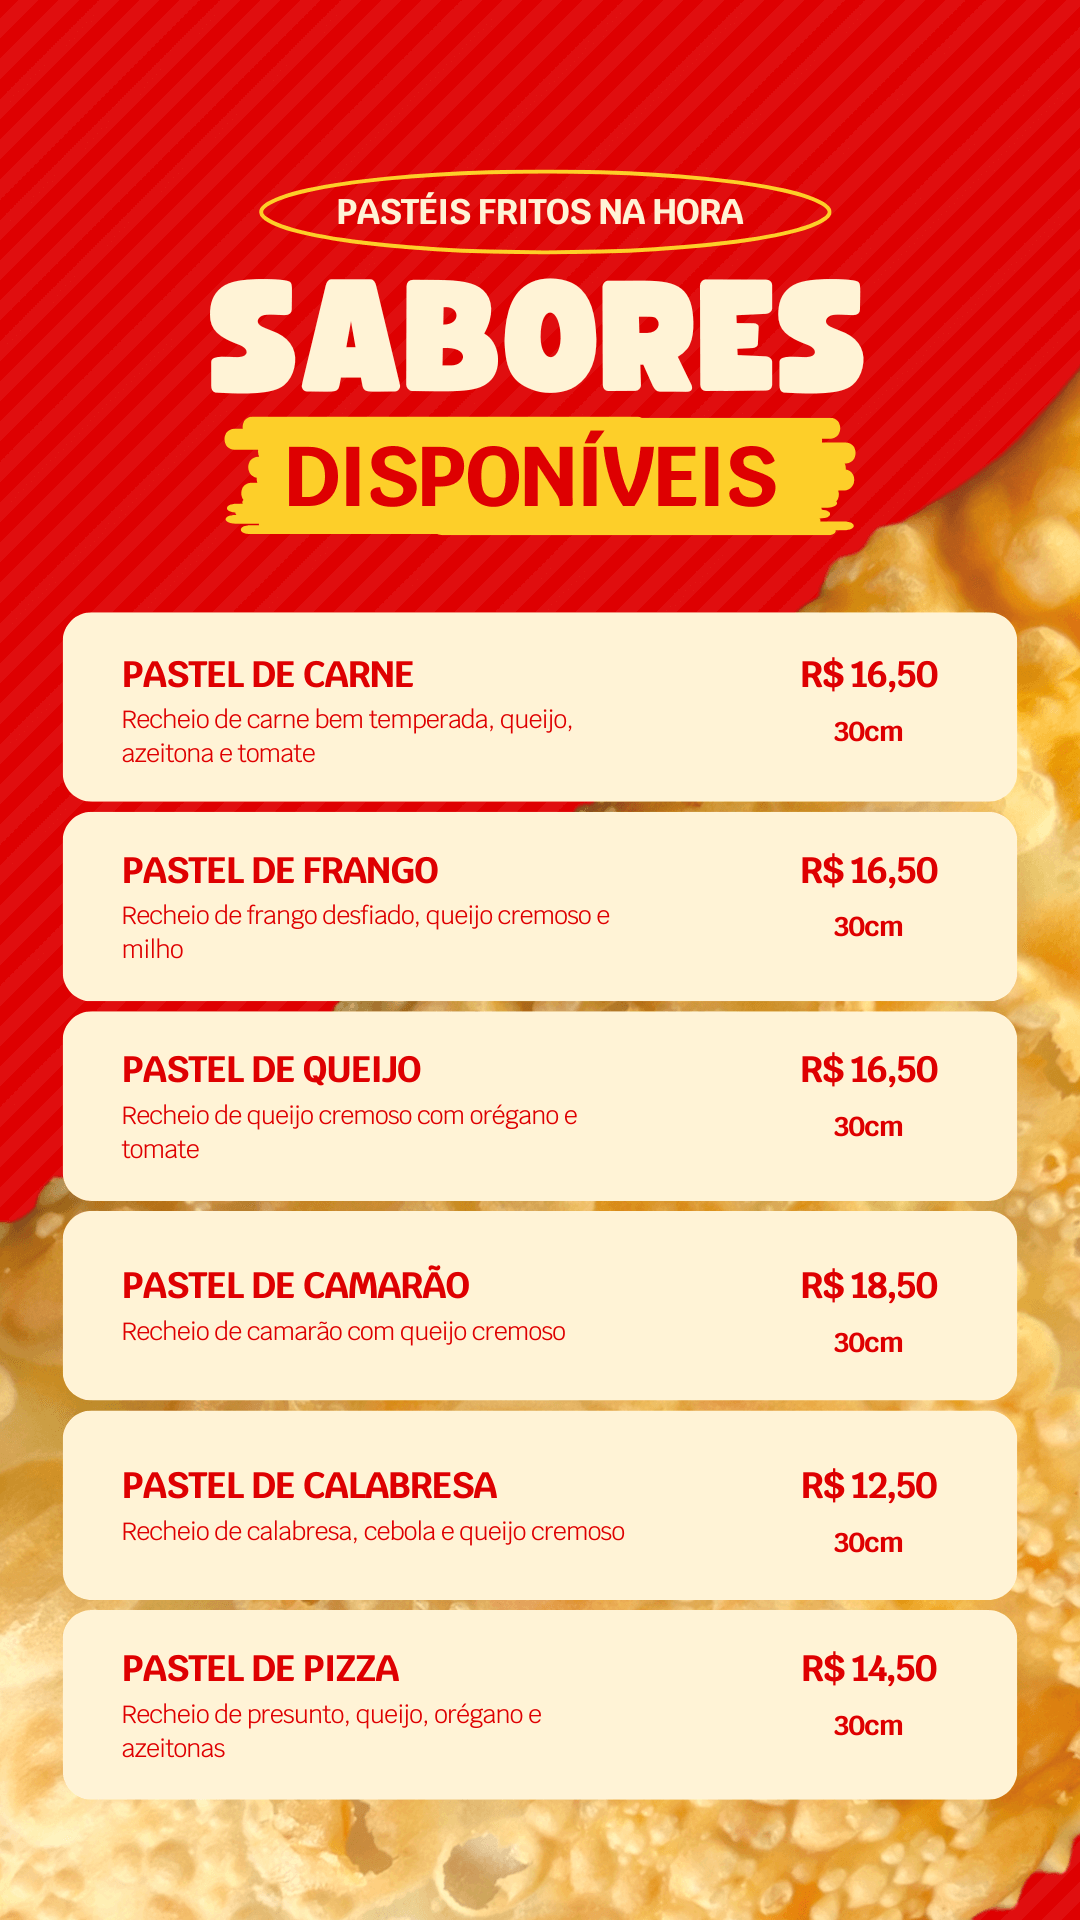 PASTÉIS FRITOS NA HORA
SABORES
DISPONÍVEIS
PASTEL DE CARNE
R$ 16,50
Recheio de carne bem temperada, queijo,
azeitona e tomate
30cm
PASTEL DE FRANGO
R$ 16,50
Recheio de frango desfiado, queijo cremoso e
milho
30cm
PASTEL DE QUEIJO
R$ 16,50
Recheio de queijo cremoso com orégano e
tomate
30cm
PASTEL DE CAMARÃO
R$ 18,50
Recheio de camarão com queijo cremoso
30cm
PASTEL DE CALABRESA
R$ 12,50
Recheio de calabresa, cebola e queijo cremoso
30cm
PASTEL DE PIZZA
R$ 14,50
Recheio de presunto, queijo, orégano e
azeitonas
30cm